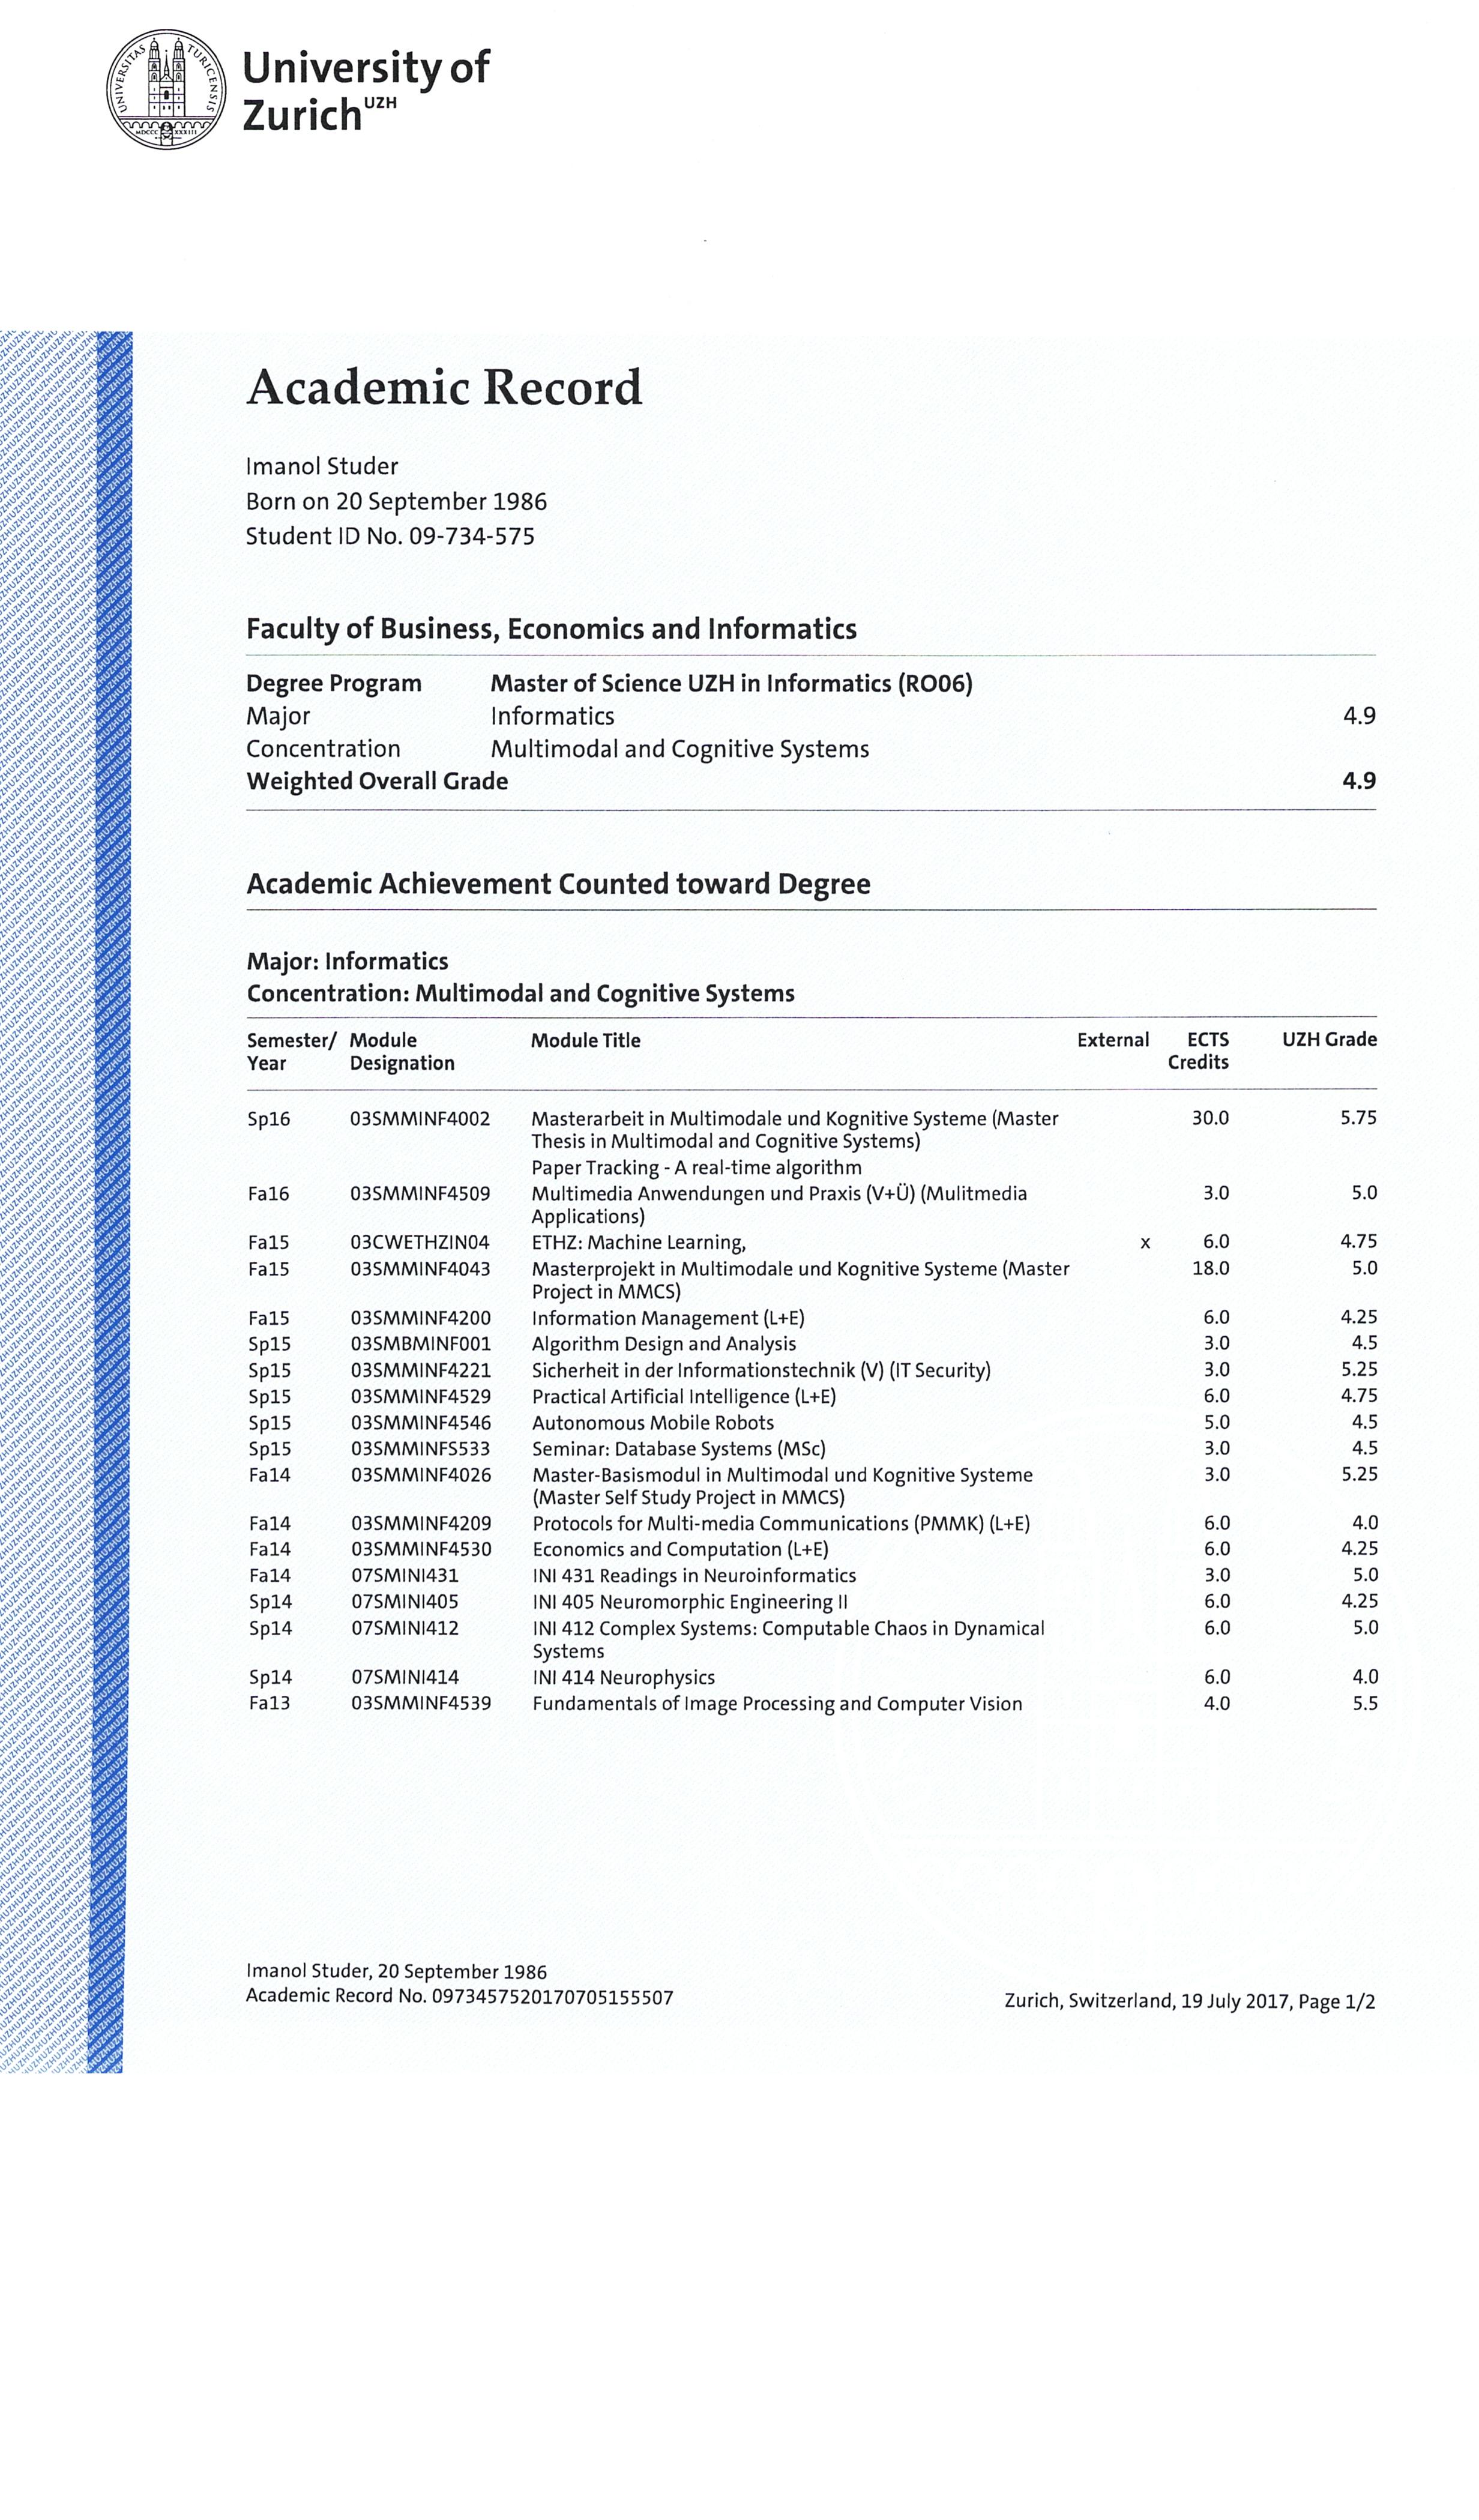 UNIVERSITAS TURICENSIS
MDCCC XXXIII
University of
Zurich UZH
Academic Record
Imanol Studer
Born on 20 September 1986
Student ID No. 09-734-575
Faculty of Business, Economics and Informatics
Degree Program Master of Science UZH in Informatics (RO06)
Major Informatics 4.9
Concentration Multimodal and Cognitive Systems
Weighted Overall Grade 4.9
Academic Achievement Counted toward Degree
Major: Informatics
Concentration: Multimodal and Cognitive Systems
Semester/ Module Module Title External ECTS UZH Grade
Year Designation Credits
Sp16 03SMMINF4002 Masterarbeit in Multimodale und Kognitive Systeme (Master 30.0 5.75
Thesis in Multimodal and Cognitive Systems)
Paper Tracking - A real-time algorithm
Fa16 03SMMINF4509 Multimedia Anwendungen und Praxis (V+Ü) (Mulitmedia 3.0 5.0
Applications)
Fa15 03CWETHZIN04 ETHZ: Machine Learning, x 6.0 4.75
Fa15 03SMMINF4043 Masterprojekt in Multimodale und Kognitive Systeme (Master 18.0 5.0
Project in MMCS)
Fa15 03SMMINF4200 Information Management (L+E) 6.0 4.25
Sp15 03SMBMINF001 Algorithm Design and Analysis 3.0 4.5
Sp15 03SMMINF4221 Sicherheit in der Informationstechnik (V) (IT Security) 3.0 5.25
Sp15 03SMMINF4529 Practical Artificial Intelligence (L+E) 6.0 4.75
Sp15 03SMMINF4546 Autonomous Mobile Robots 5.0 4.5
Sp15 03SMMINFS533 Seminar: Database Systems (MSc) 3.0 4.5
Fa14 03SMMINF4026 Master-Basismodul in Multimodal und Kognitive Systeme 3.0 5.25
(Master Self Study Project in MMCS)
Fa14 03SMMINF4209 Protocols for Multi-media Communications (PMMK) (L+E) 6.0 4.0
Fa14 03SMMINF4530 Economics and Computation (L+E) 6.0 4.25
Fa14 07SMINI431 INI 431 Readings in Neuroinformatics 3.0 5.0
Sp14 07SMINI405 INI 405 Neuromorphic Engineering II 6.0 4.25
Sp14 07SMINI412 INI 412 Complex Systems: Computable Chaos in Dynamical 6.0 5.0
Systems
Sp14 07SMINI414 INI 414 Neurophysics 6.0 4.0
Fa13 03SMMINF4539 Fundamentals of Image Processing and Computer Vision 4.0 5.5
Imanol Studer, 20 September 1986
Academic Record No. 0973457520170705155507
Zurich, Switzerland, 19 July 2017, Page 1/2